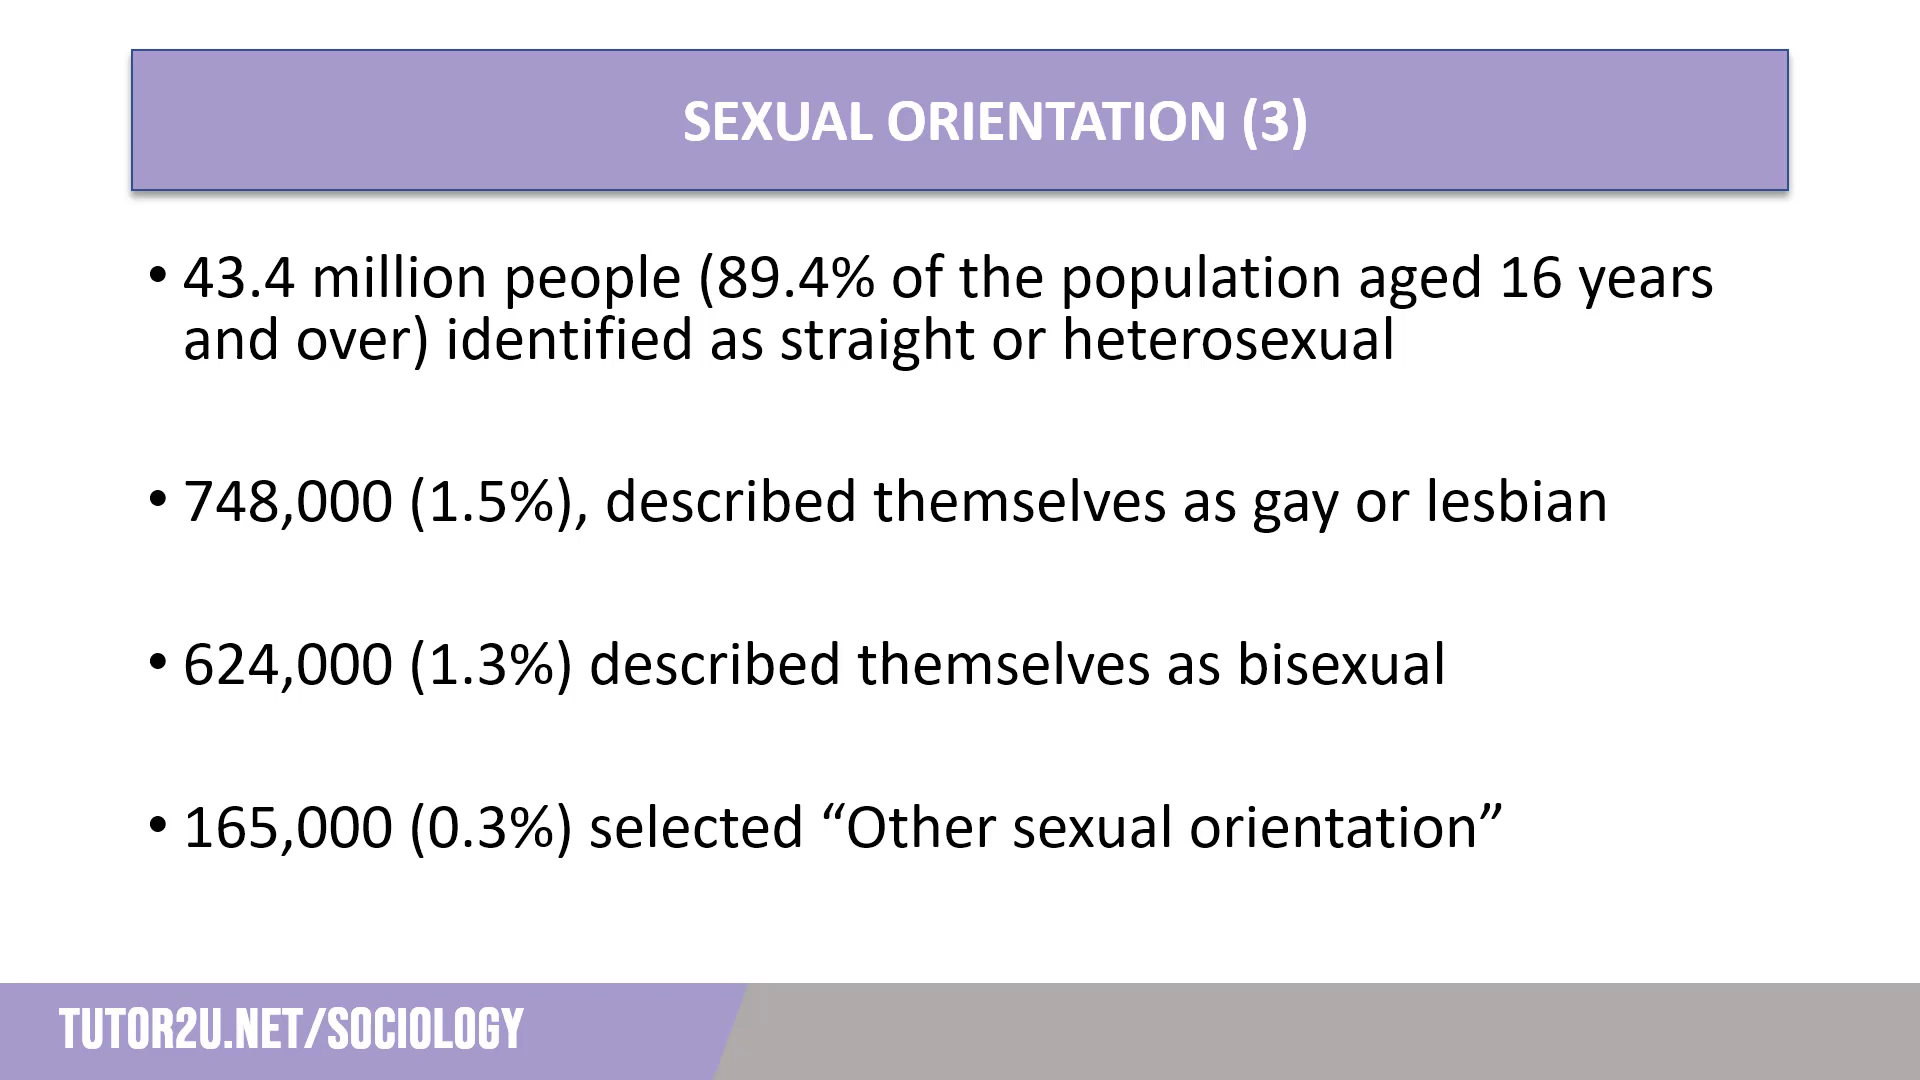 SEXUAL ORIENTATION (3)
• 43.4 million people (89.4% of the population aged 16 years
and over) identified as straight or heterosexual
• 748,000 (1.5%), described themselves as gay or lesbian
• 624,000 (1.3%) described themselves as bisexual
• 165,000 (0.3%) selected “Other sexual orientation”
TUTOR2U.NET/SOCIOLOGY